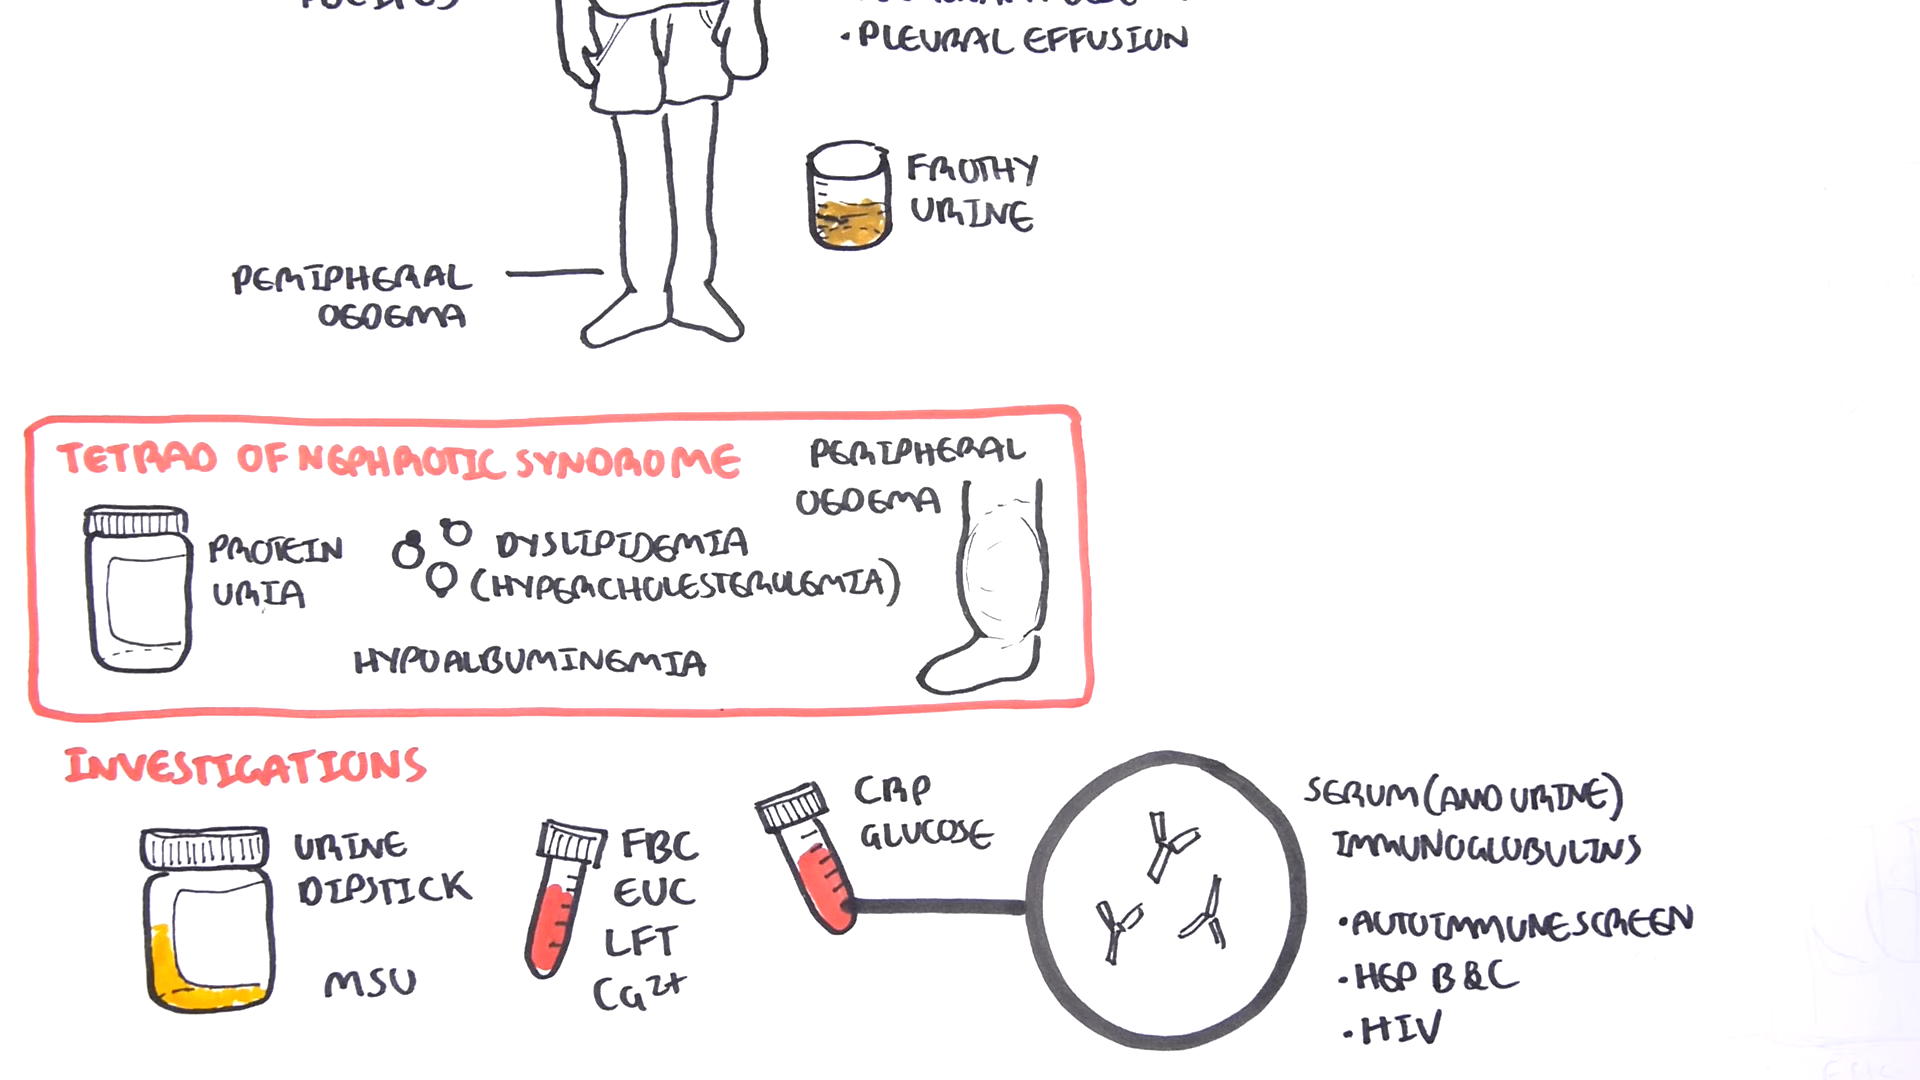 • PLEURAL EFFUSION
FROTHY
URINE
PERIPHERAL
OEDEMA
TETRAD OF NEPHROTIC SYNDROME
PERIPHERAL
OEDEMA
PROTEIN
URIA
DYSLIPIDEMIA
(HYPERCHOLESTEROLEMIA)
HYPOALBUMINEMIA
INVESTIGATIONS
URINE
DIPSTICK
MSU
FBC
EUC
LFT
Ca2+
CRP
GLUCOSE
SERUM (AND URINE)
IMMUNOGLOBULINS
• AUTOIMMUNE SCREEN
• HEP B & C
• HIV